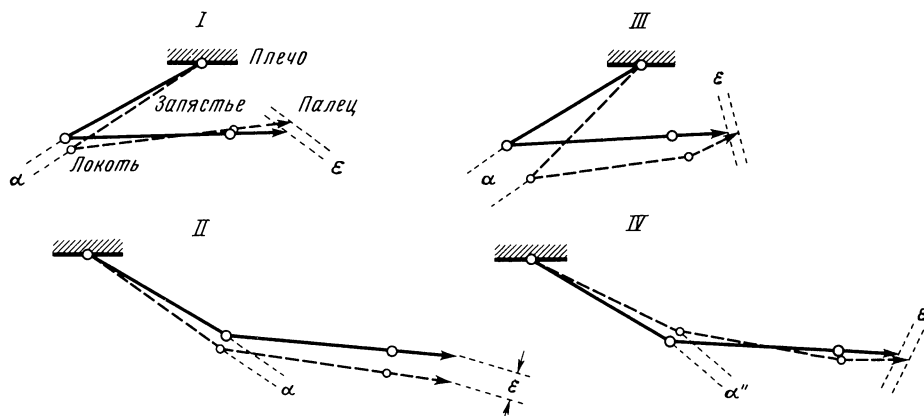 I
Плечо
Запястье
Палец
Локоть
α
ε
III
ε
α
II
α
ε
IV
ε
α"